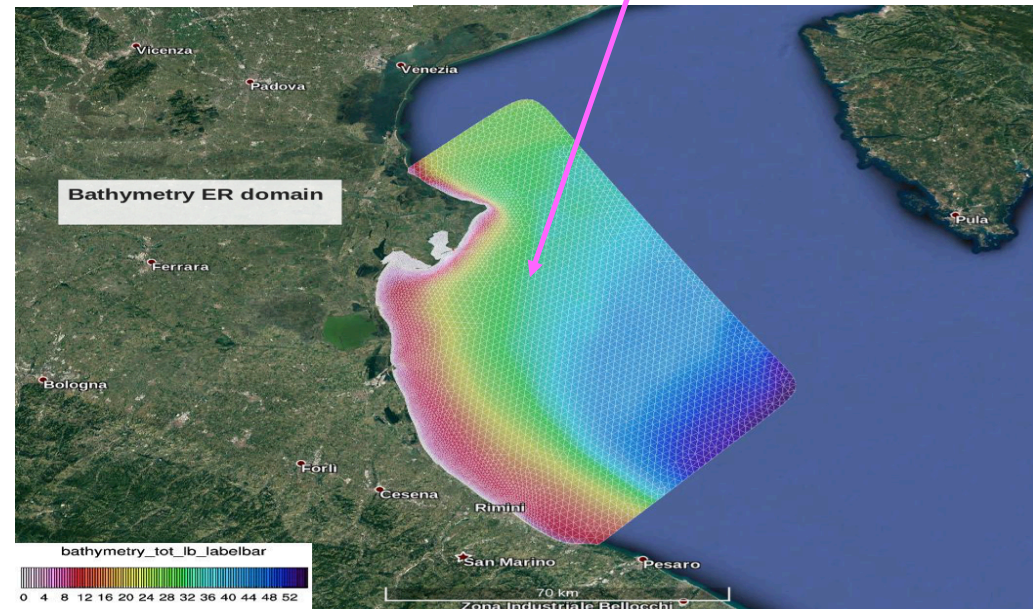 Vicenza
Venezia
Padova
Bathymetry ER domain
Pula
Ferrara
Bologna
Forlì
Cesena
Rimini
bathymetry_tot_lb_labelbar
San Marino
Pesaro
0 4 8 12 16 20 24 28 32 36 40 44 48 52
70 km
Zona Industriale Bellocchi